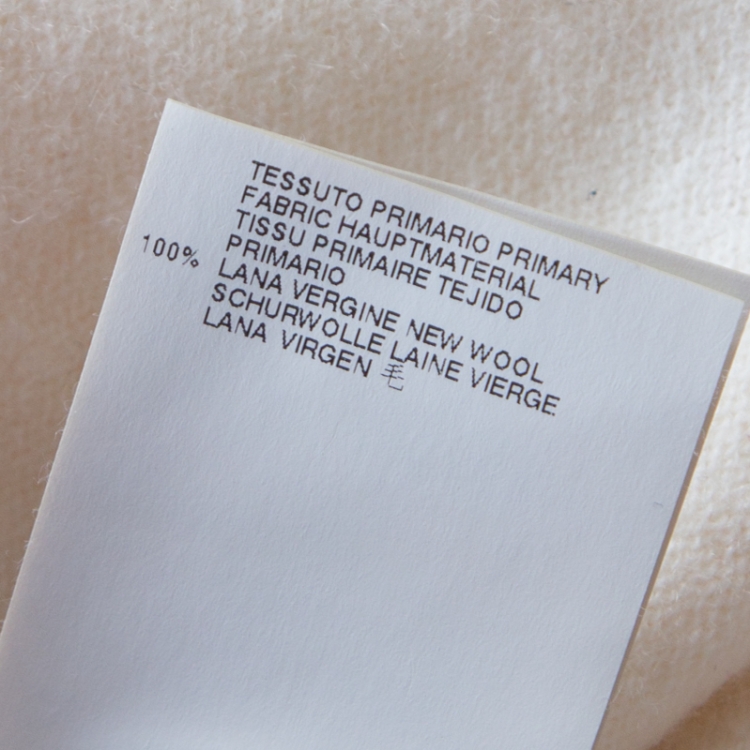 TESSUTO PRIMARIO PRIMARY
FABRIC HAUPTMATERIAL
TISSU PRIMAIRE TEJIDO
PRIMARIO
100% LANA VERGINE NEW WOOL
SCHURWOLLE LAINE VIERGE
LANA VIRGEN 毛